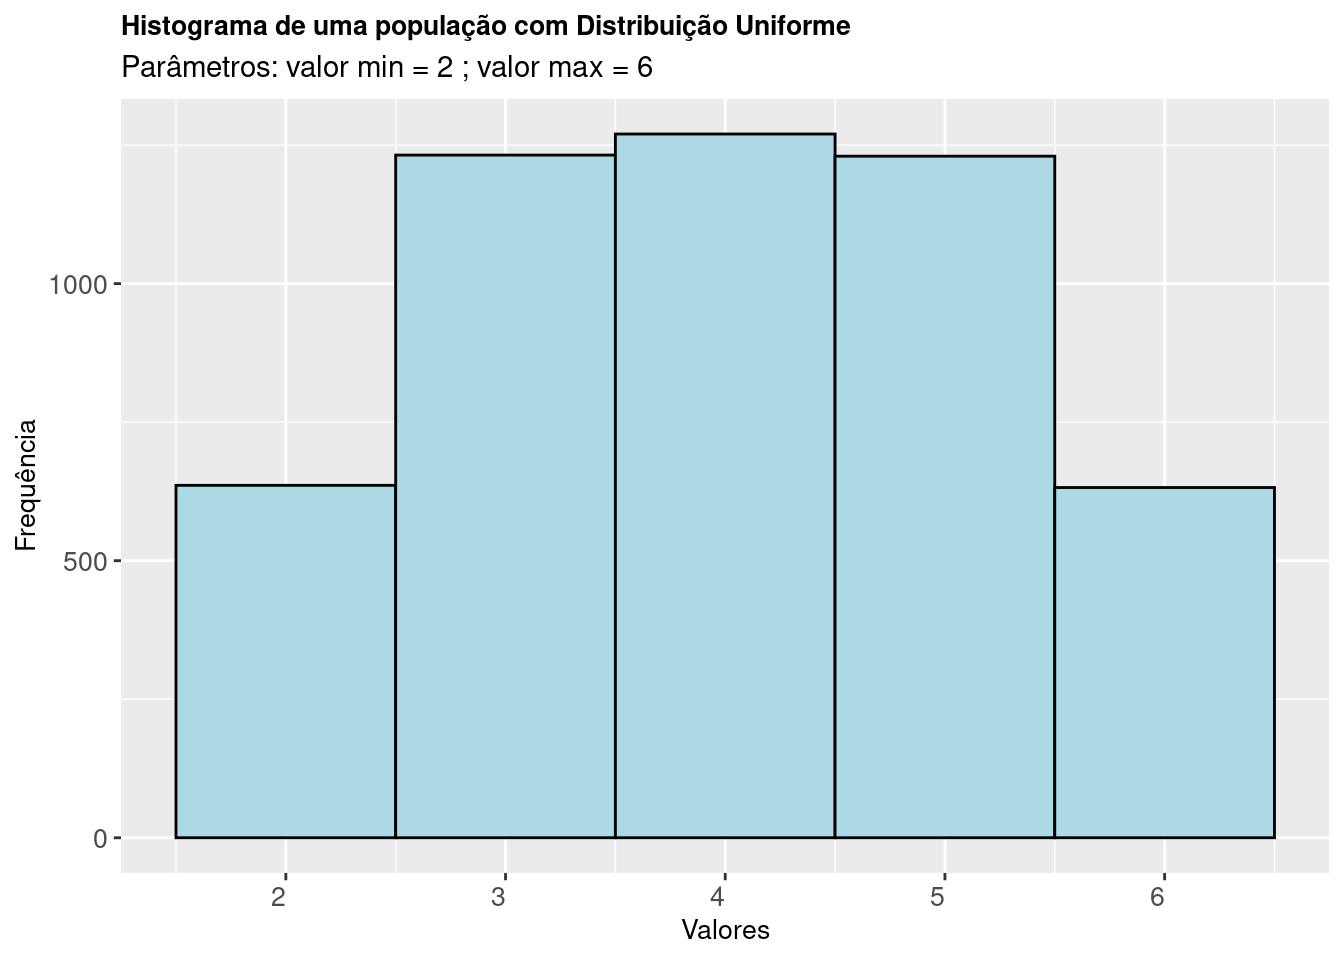 Histograma de uma população com Distribuição Uniforme
Parâmetros: valor min = 2 ; valor max = 6
Frequência
1000
500
0
2 3 4 5 6
Valores